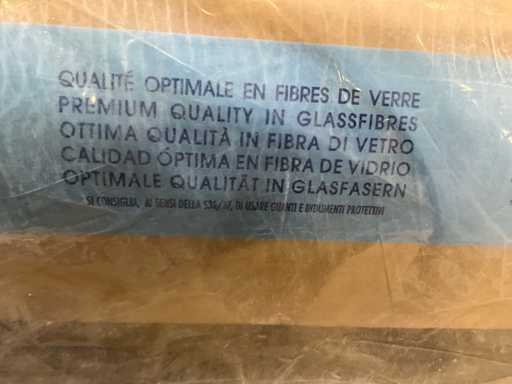 QUALITÉ OPTIMALE EN FIBRES DE VERRE
PREMIUM QUALITY IN GLASSFIBRES
OTTIMA QUALITÀ IN FIBRA DI VETRO
CALIDAD ÓPTIMA EN FIBRA DE VIDRIO
OPTIMALE QUALITÄT IN GLASFASERN
SI CONSIGLIA, AI SENSI DELLA DI USARE GUANTI E INDUMENTI PROTETTIVI